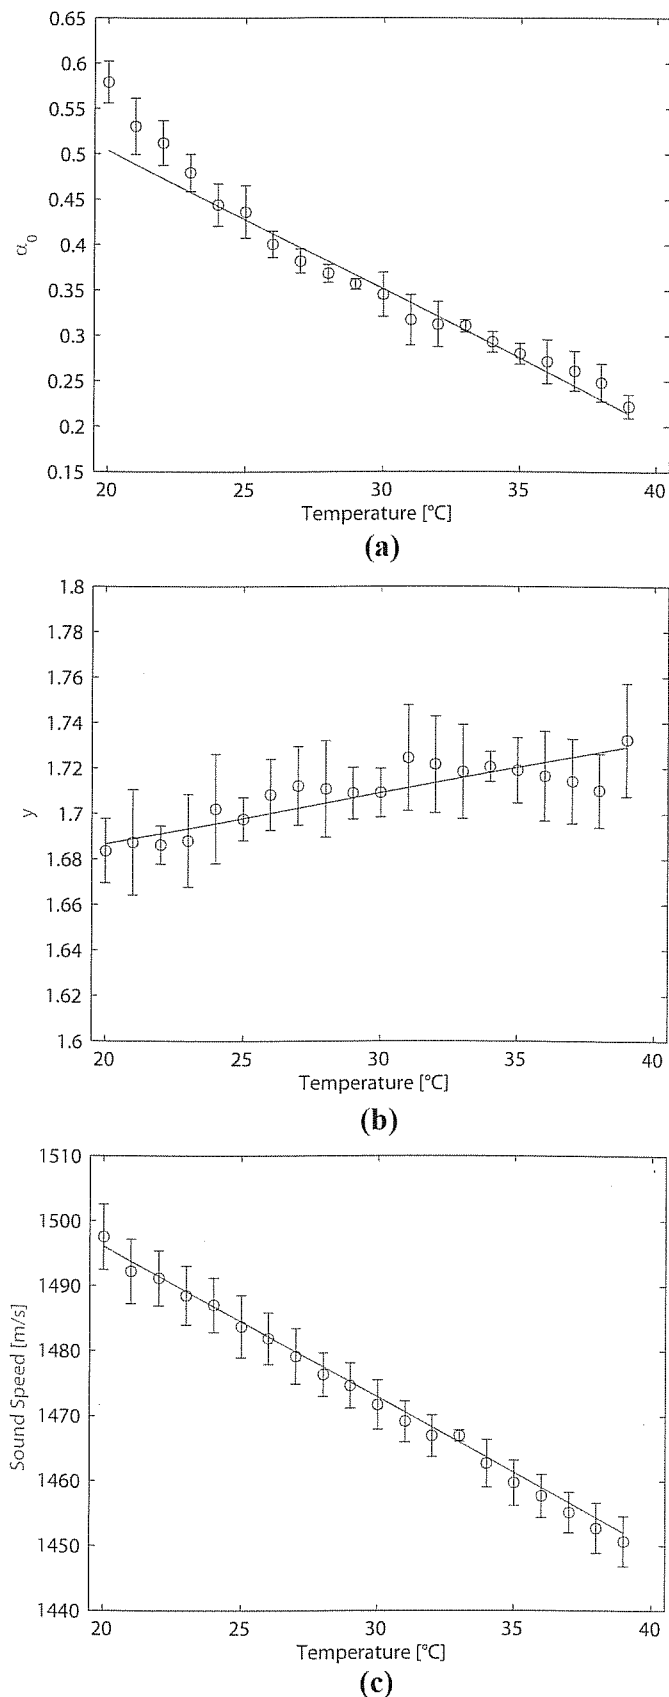 0.65
0.6
0.55
0.5
0.45
0.4
0.35
0.3
0.25
0.2
0.15
α0
20 25 30 35 40
Temperature [°C]
(a)
1.8
1.78
1.76
1.74
1.72
1.7
1.68
1.66
1.64
1.62
1.6
y
20 25 30 35 40
Temperature [°C]
(b)
1510
1500
1490
1480
1470
1460
1450
1440
Sound Speed [m/s]
20 25 30 35 40
Temperature [°C]
(c)